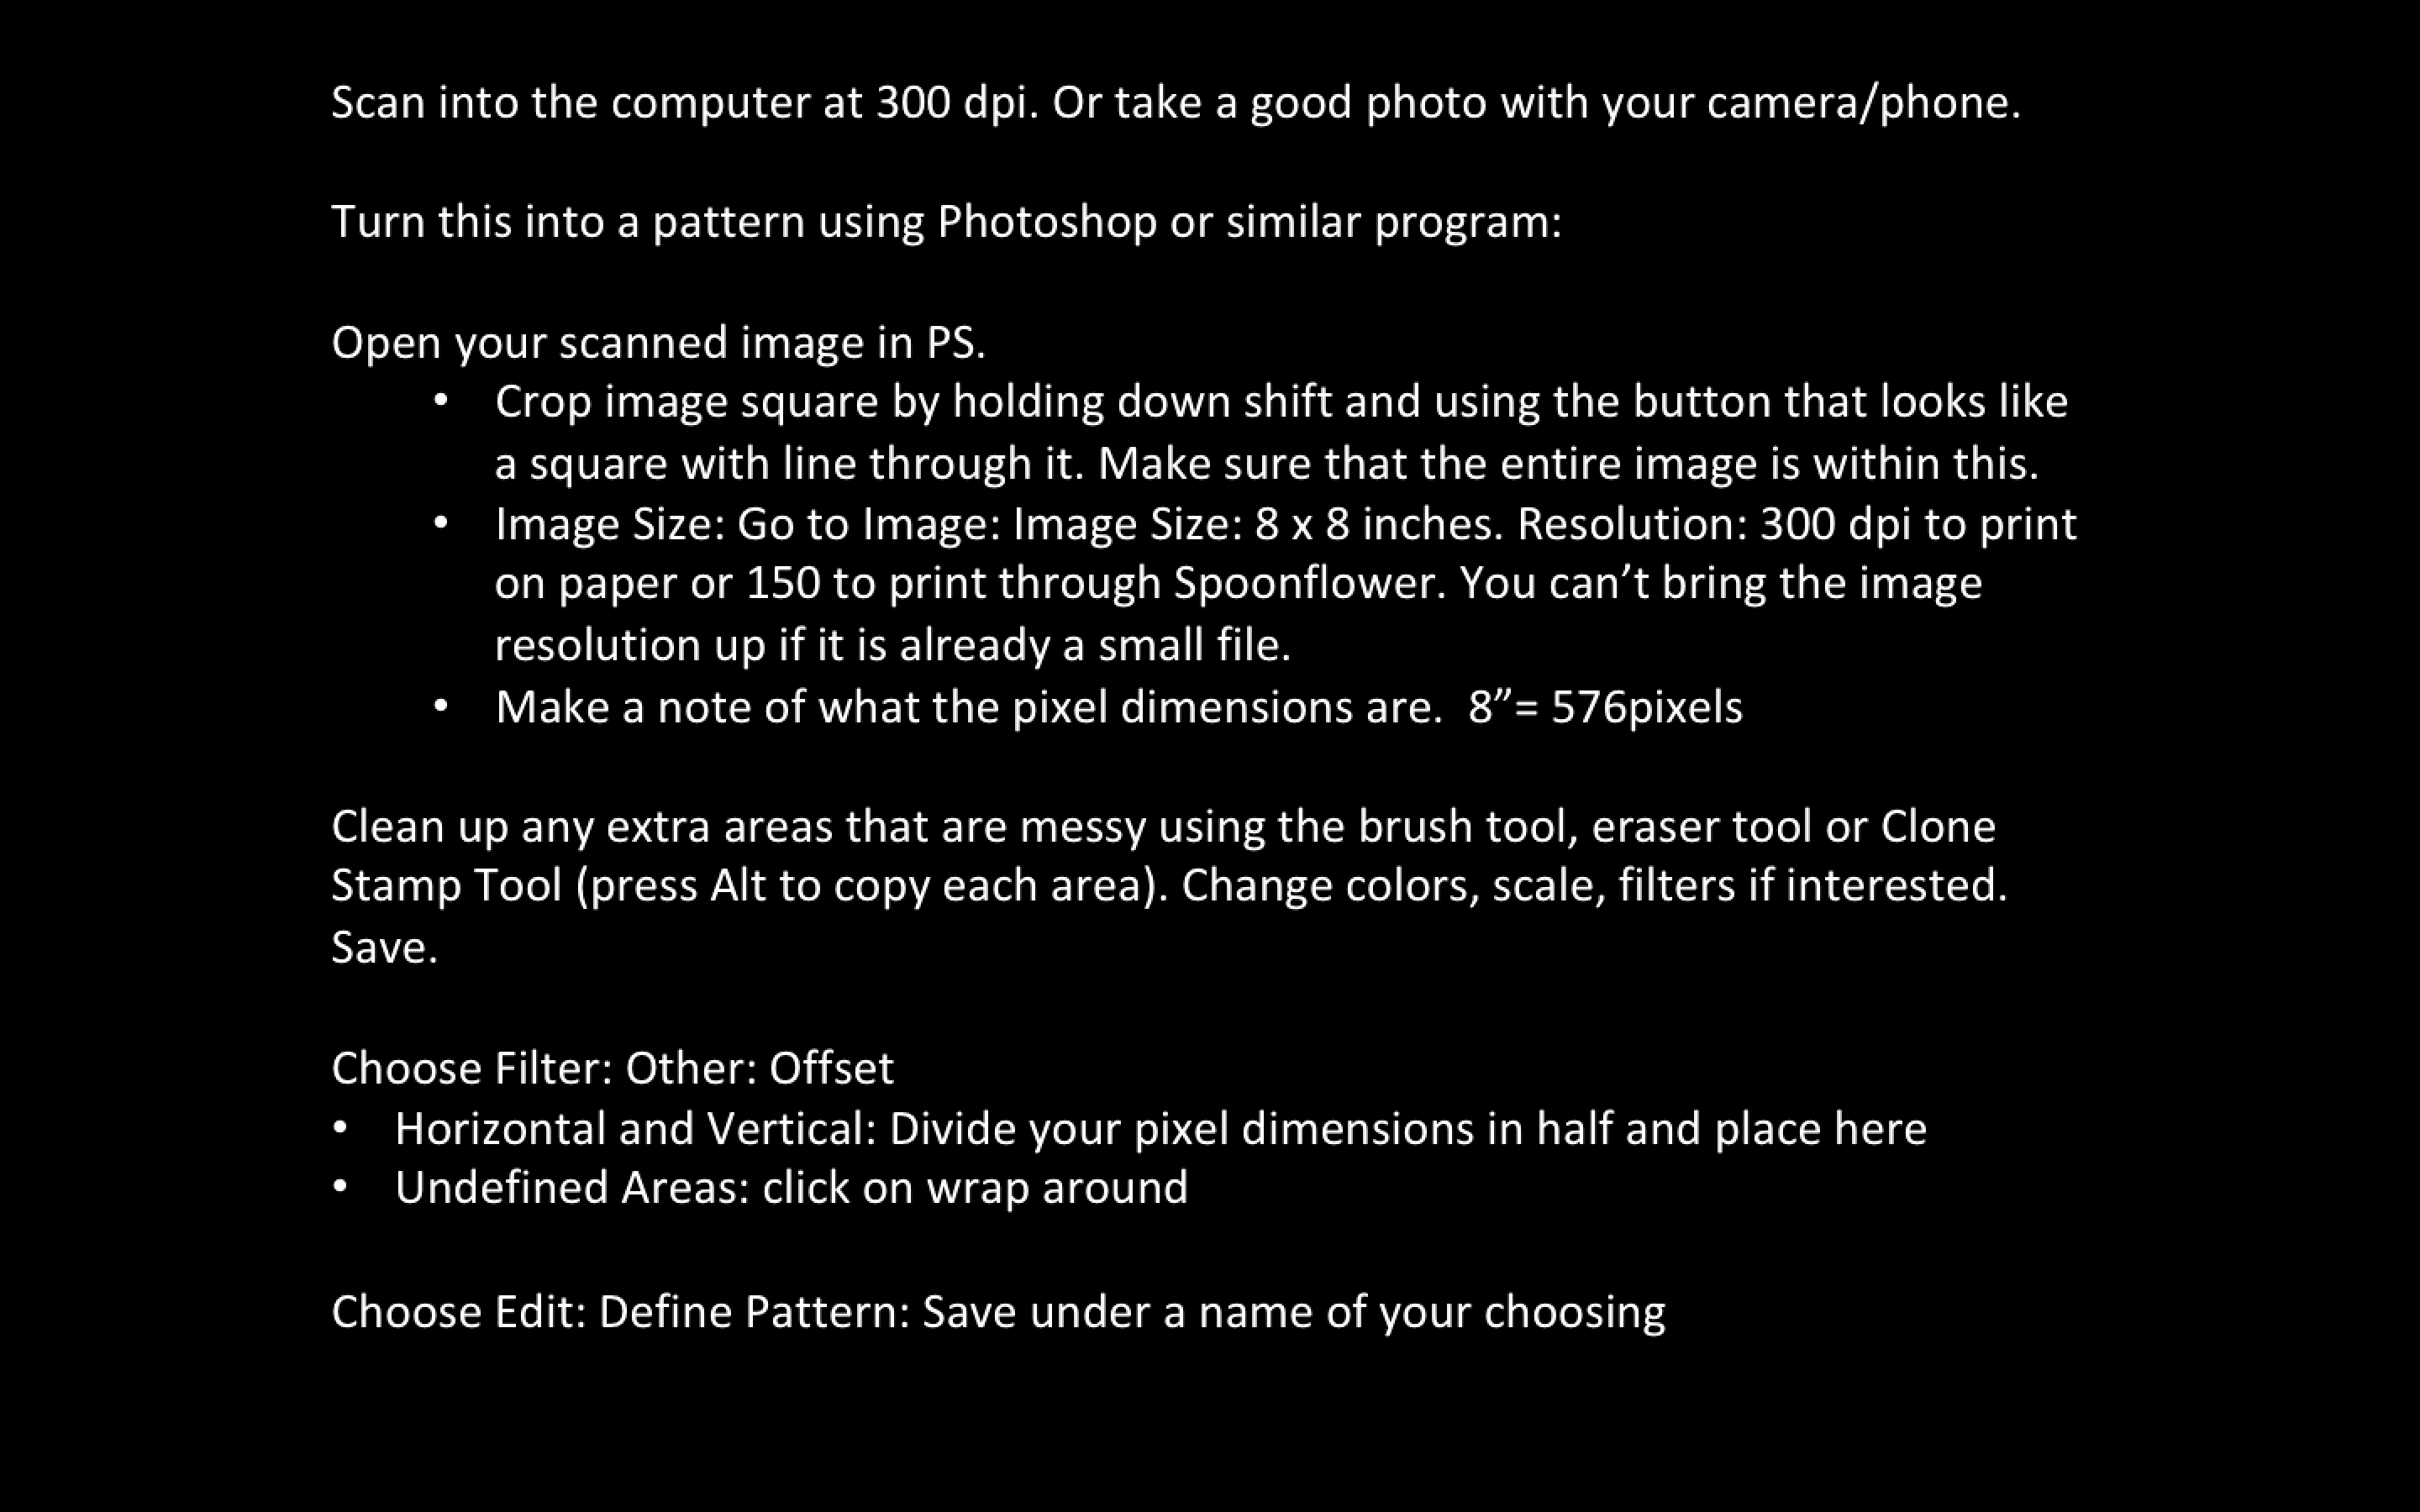 Scan into the computer at 300 dpi. Or take a good photo with your camera/phone.
Turn this into a pattern using Photoshop or similar program:
Open your scanned image in PS.
• Crop image square by holding down shift and using the button that looks like
a square with line through it. Make sure that the entire image is within this.
• Image Size: Go to Image: Image Size: 8 x 8 inches. Resolution: 300 dpi to print
on paper or 150 to print through Spoonflower. You can’t bring the image
resolution up if it is already a small file.
• Make a note of what the pixel dimensions are.  8”= 576pixels
Clean up any extra areas that are messy using the brush tool, eraser tool or Clone
Stamp Tool (press Alt to copy each area). Change colors, scale, filters if interested.
Save.
Choose Filter: Other: Offset
• Horizontal and Vertical: Divide your pixel dimensions in half and place here
• Undefined Areas: click on wrap around
Choose Edit: Define Pattern: Save under a name of your choosing